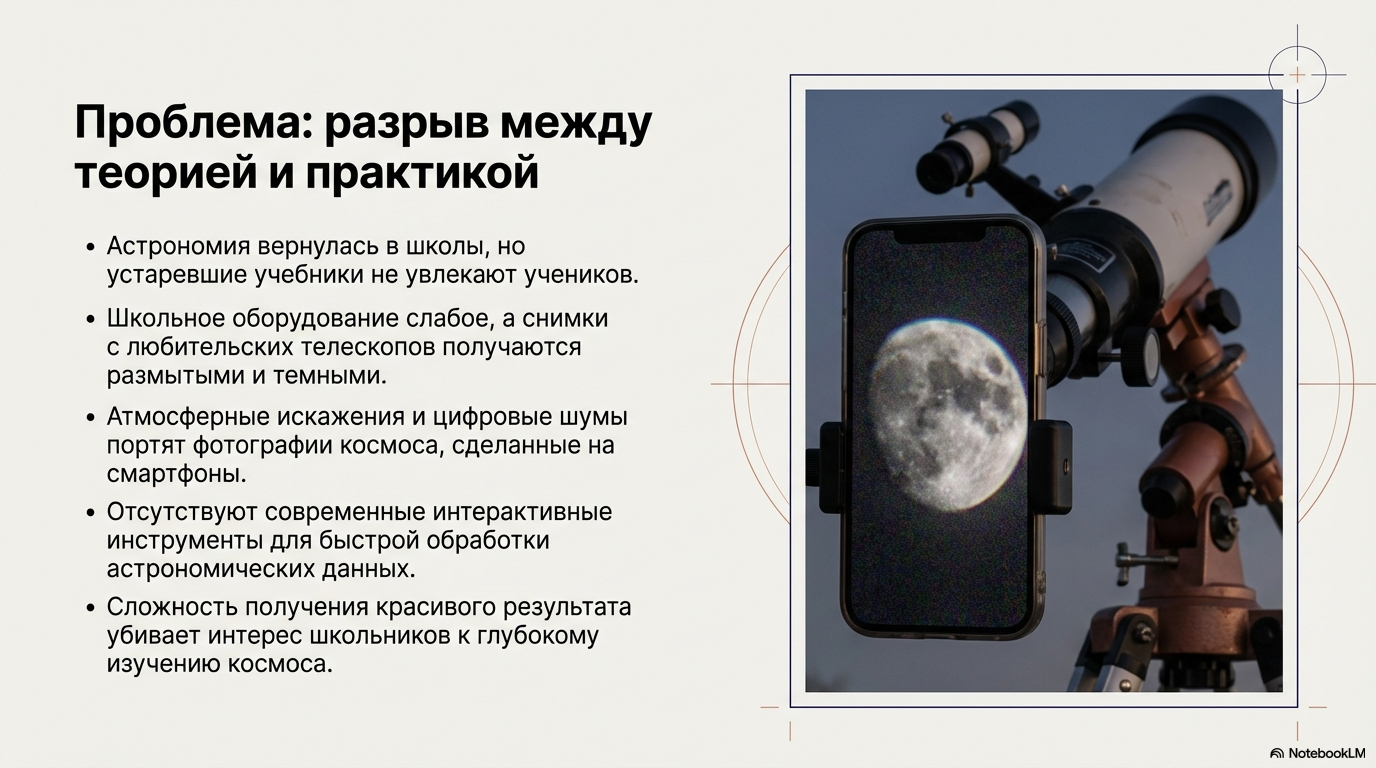 Проблема: разрыв между
теорией и практикой
• Астрономия вернулась в школы, но
устаревшие учебники не увлекают учеников.
• Школьное оборудование слабое, а снимки
с любительских телескопов получаются
размытыми и темными.
• Атмосферные искажения и цифровые шумы
портят фотографии космоса, сделанные на
смартфоны.
• Отсутствуют современные интерактивные
инструменты для быстрой обработки
астрономических данных.
• Сложность получения красивого результата
убивает интерес школьников к глубокому
изучению космоса.
NotebookLM